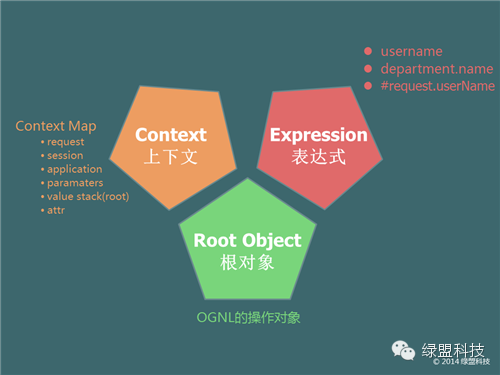 username
department.name
#request.userName
Context Map
• request
• session
• application
• paramaters
• value stack(root)
• attr
Context
上下文
Expression
表达式
Root Object
根对象
OGNL的操作对象
绿盟科技
© 2014 绿盟科技